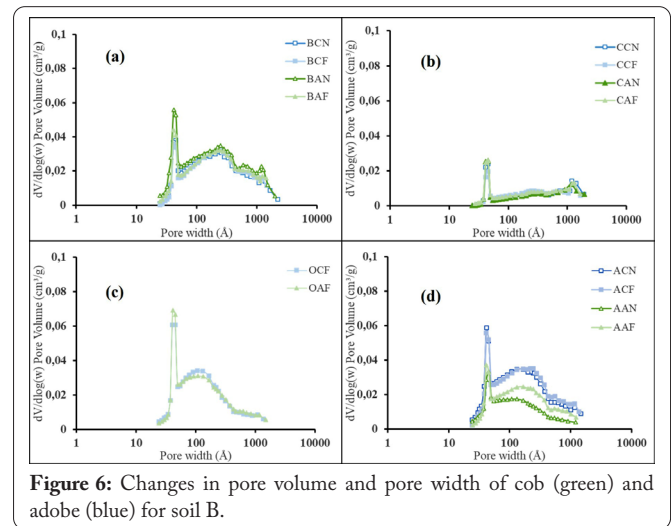 0,1
0,08
0,06
0,04
0,02
0
dV/dlog(w) Pore Volume (cm³/g)
(a)
BCN
BCF
BAN
BAF
1 10 100 1000 10000
Pore width (Å)
0,1
0,08
0,06
0,04
0,02
0
dV/dlog(w) Pore Volume (cm³/g)
(b)
CCN
CCF
CAN
CAF
1 10 100 1000 10000
Pore width (Å)
0,1
0,08
0,06
0,04
0,02
0
dV/dlog(w) Pore Volume (cm³/g)
(c)
OCF
OAF
1 10 100 1000 10000
Pore width (Å)
0,1
0,08
0,06
0,04
0,02
0
dV/dlog(w) Pore Volume (cm³/g)
(d)
ACN
ACF
AAN
AAF
1 10 100 1000 10000
Pore width (Å)
Figure 6: Changes in pore volume and pore width of cob (green) and
adobe (blue) for soil B.